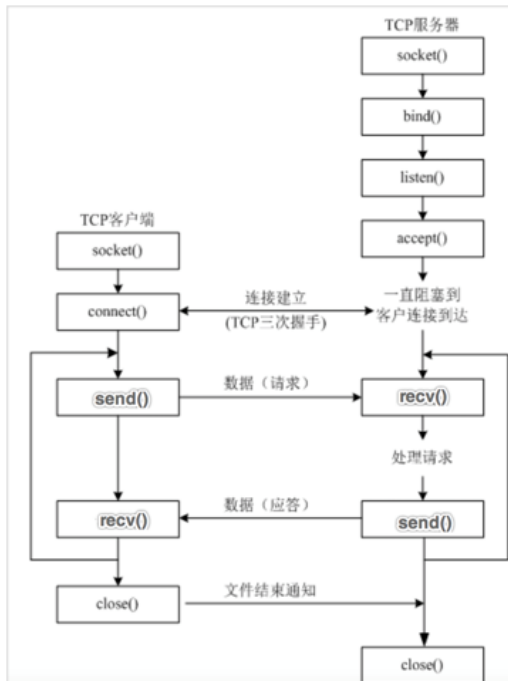 TCP服务器
socket()
bind()
listen()
accept()
一直阻塞到
客户连接到达
TCP客户端
socket()
connect()
连接建立
(TCP三次握手)
send()
数据（请求）
recv()
处理请求
recv()
数据（应答）
send()
close()
文件结束通知
close()